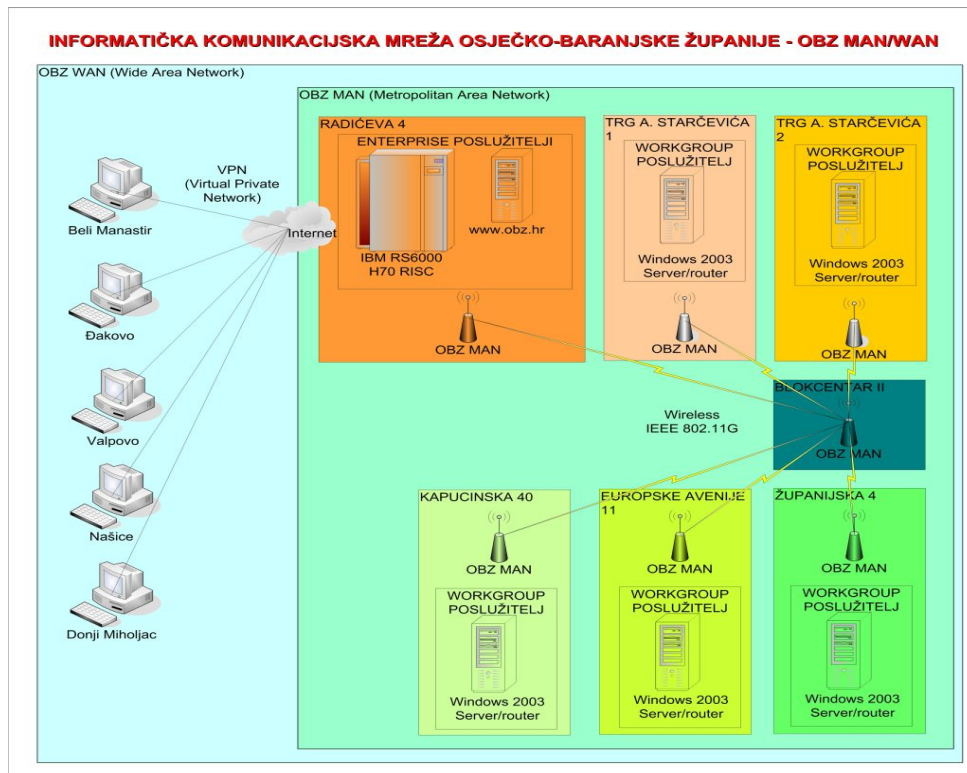 INFORMATIČKA KOMUNIKACIJSKA MREŽA OSJEČKO-BARANJSKE ŽUPANIJE - OBZ MAN/WAN
OBZ WAN (Wide Area Network)
OBZ MAN (Metropolitan Area Network)
Beli Manastir
Đakovo
Valpovo
Našice
Donji Miholjac
VPN
(Virtual Private
Network)
Internet
RADIĆEVA 4
ENTERPRISE POSLUŽITELJI
IBM RS6000
H70 RISC
www.obz.hr
OBZ MAN
TRG A. STARČEVIĆA
1
WORKGROUP
POSLUŽITELJ
Windows 2003
Server/router
OBZ MAN
TRG A. STARČEVIĆA
2
WORKGROUP
POSLUŽITELJ
Windows 2003
Server/router
OBZ MAN
BLOKCENTAR II
OBZ MAN
Wireless
IEEE 802.11G
KAPUCINSKA 40
OBZ MAN
WORKGROUP
POSLUŽITELJ
Windows 2003
Server/router
EUROPSKE AVENIJE
11
OBZ MAN
WORKGROUP
POSLUŽITELJ
Windows 2003
Server/router
ŽUPANIJSKA 4
OBZ MAN
WORKGROUP
POSLUŽITELJ
Windows 2003
Server/router